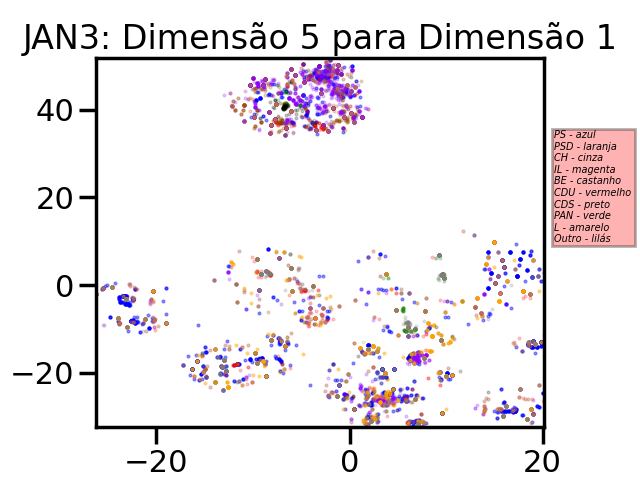 JAN3: Dimensão 5 para Dimensão 1
PS - azul
PSD - laranja
CH - cinza
IL - magenta
BE - castanho
CDU - vermelho
CDS - preto
PAN - verde
L - amarelo
Outro - lilás
40
20
0
−20
−20
0
20